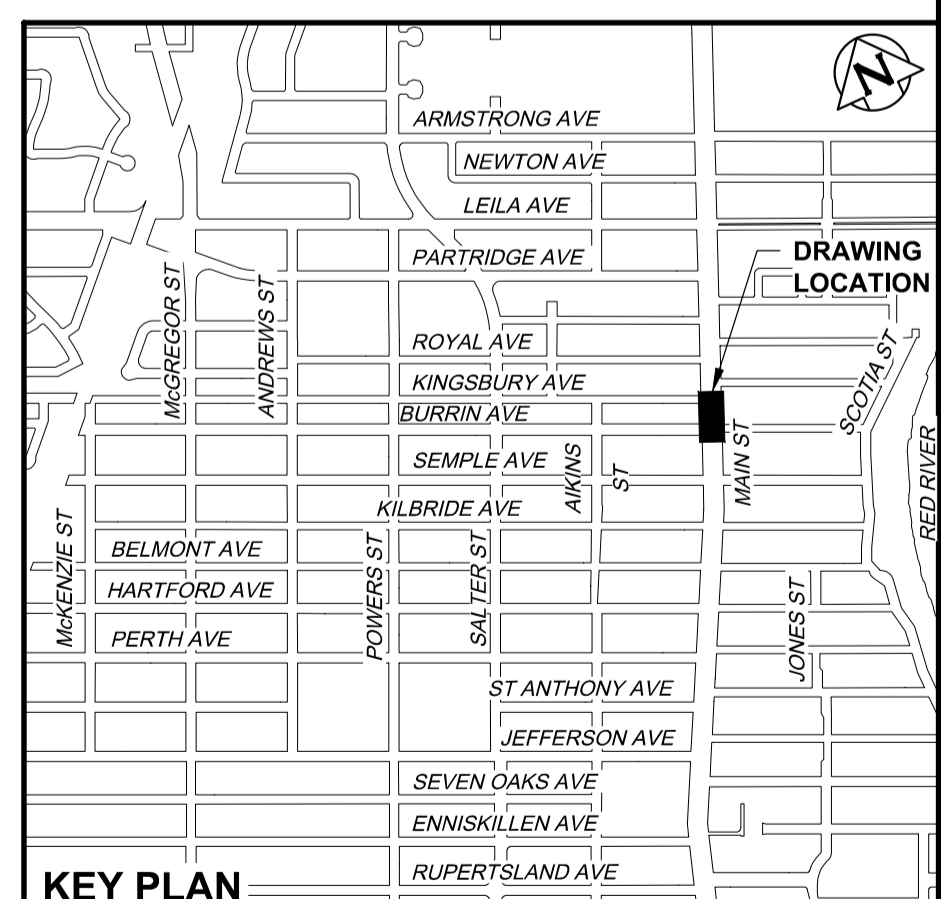 N
ARMSTRONG AVE
NEWTON AVE
LEILA AVE
PARTRIDGE AVE
DRAWING
LOCATION
McGREGOR ST
ANDREWS ST
ROYAL AVE
KINGSBURY AVE
BURRIN AVE
SCOTIA ST
SEMPLE AVE
AIKINS
ST
MAIN ST
RED RIVER
KILBRIDE AVE
McKENZIE ST
BELMONT AVE
POWERS ST
SALTER ST
HARTFORD AVE
JONES ST
PERTH AVE
ST ANTHONY AVE
JEFFERSON AVE
SEVEN OAKS AVE
ENNISKILLEN AVE
RUPERTSLAND AVE
KEY PLAN